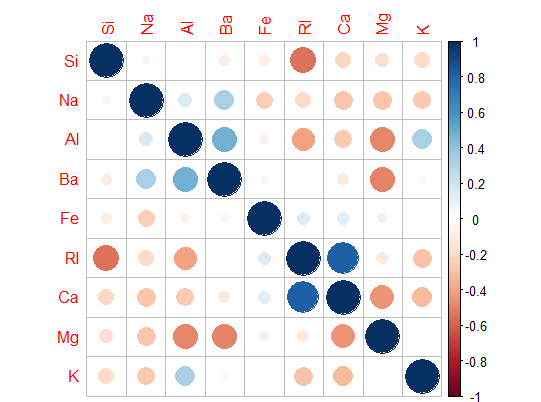 Si Na Al Ba Fe RI Ca Mg K
Si
Na
Al
Ba
Fe
RI
Ca
Mg
K
1
0.8
0.6
0.4
0.2
0
-0.2
-0.4
-0.6
-0.8
-1